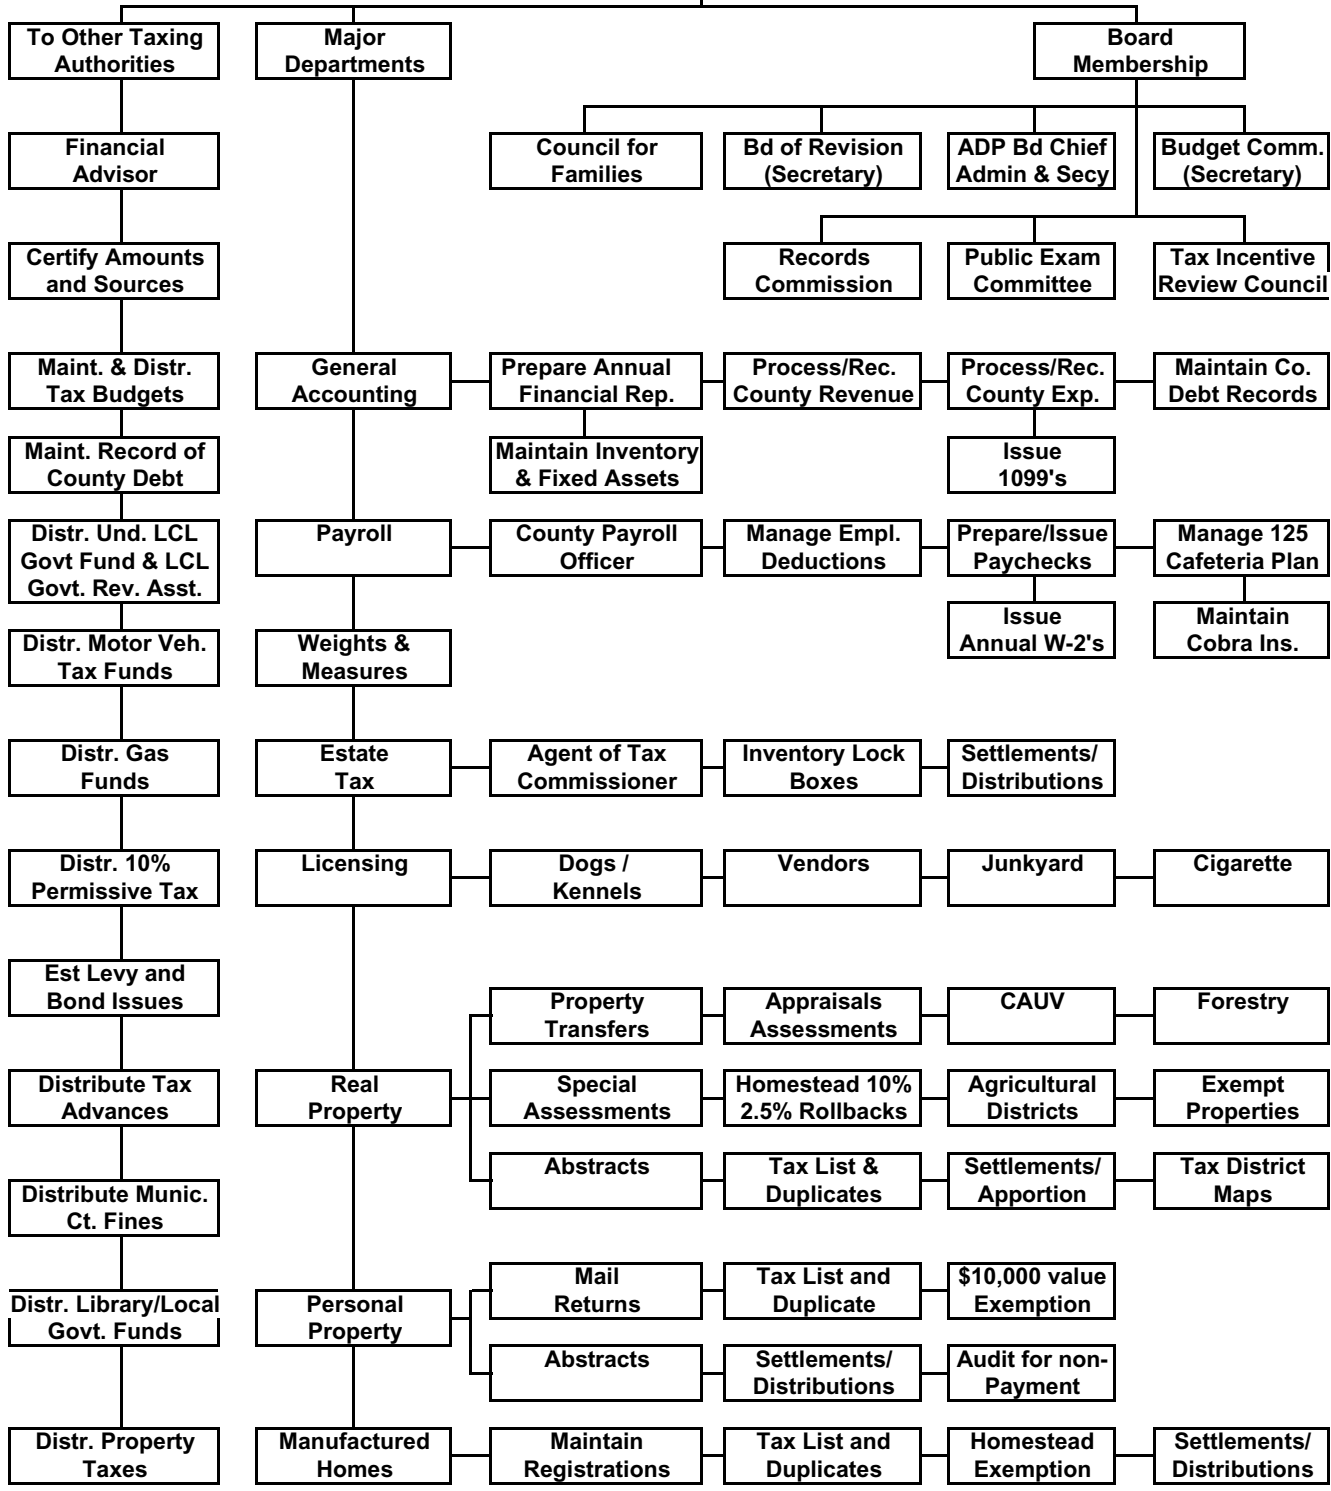 To Other Taxing
Authorities
Major
Departments
Board
Membership
Financial
Advisor
Council for
Families
Bd of Revision
(Secretary)
ADP Bd Chief
Admin & Secy
Budget Comm.
(Secretary)
Certify Amounts
and Sources
Records
Commission
Public Exam
Committee
Tax Incentive
Review Council
Maint. & Distr.
Tax Budgets
General
Accounting
Prepare Annual
Financial Rep.
Process/Rec.
County Revenue
Process/Rec.
County Exp.
Maintain Co.
Debt Records
Maint. Record of
County Debt
Maintain Inventory
& Fixed Assets
Issue
1099's
Distr. Und. LCL
Govt Fund & LCL
Govt. Rev. Asst.
Payroll
County Payroll
Officer
Manage Empl.
Deductions
Prepare/Issue
Paychecks
Manage 125
Cafeteria Plan
Issue
Annual W-2's
Maintain
Cobra Ins.
Distr. Motor Veh.
Tax Funds
Weights &
Measures
Distr. Gas
Funds
Estate
Tax
Agent of Tax
Commissioner
Inventory Lock
Boxes
Settlements/
Distributions
Distr. 10%
Permissive Tax
Licensing
Dogs /
Kennels
Vendors
Junkyard
Cigarette
Est Levy and
Bond Issues
Property
Transfers
Appraisals
Assessments
CAUV
Forestry
Distribute Tax
Advances
Real
Property
Special
Assessments
Homestead 10%
2.5% Rollbacks
Agricultural
Districts
Exempt
Properties
Abstracts
Tax List &
Duplicates
Settlements/
Apportion
Tax District
Maps
Distribute Munic.
Ct. Fines
Mail
Returns
Tax List and
Duplicate
$10,000 value
Exemption
Distr. Library/Local
Govt. Funds
Personal
Property
Abstracts
Settlements/
Distributions
Audit for non-
Payment
Distr. Property
Taxes
Manufactured
Homes
Maintain
Registrations
Tax List and
Duplicates
Homestead
Exemption
Settlements/
Distributions